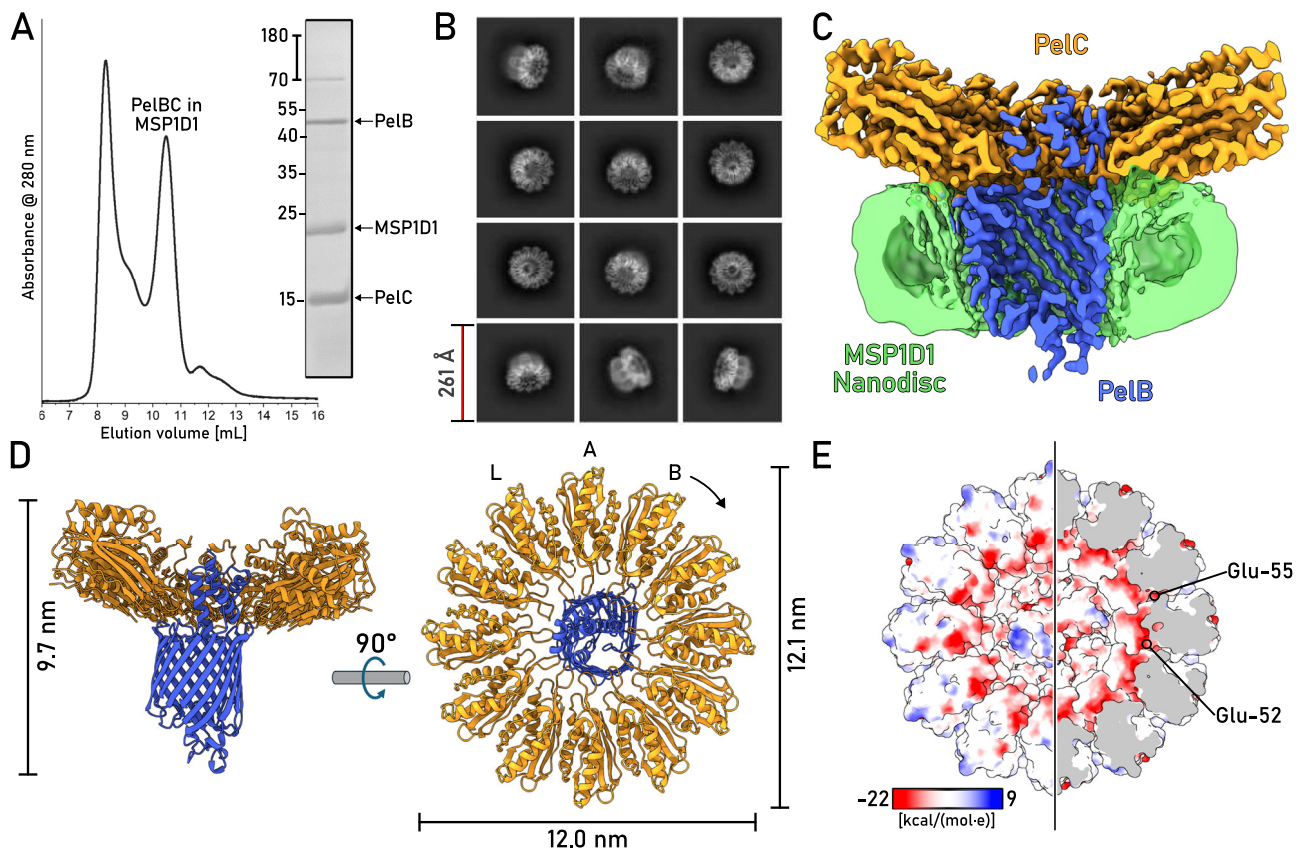 A
Absorbance @ 280 nm
PelBC in
MSP1D1
6 7 8 9 10 11 12 13 14 15 16
Elution volume [mL]
180
70
55
40
35
25
15
PelB
MSP1D1
PelC
B
261 Å
C
PelC
MSP1D1
Nanodisc
PelB
D
9.7 nm
90°
L
A
B
12.1 nm
12.0 nm
E
Glu-55
Glu-52
-22 9
[kcal/(mol·e)]